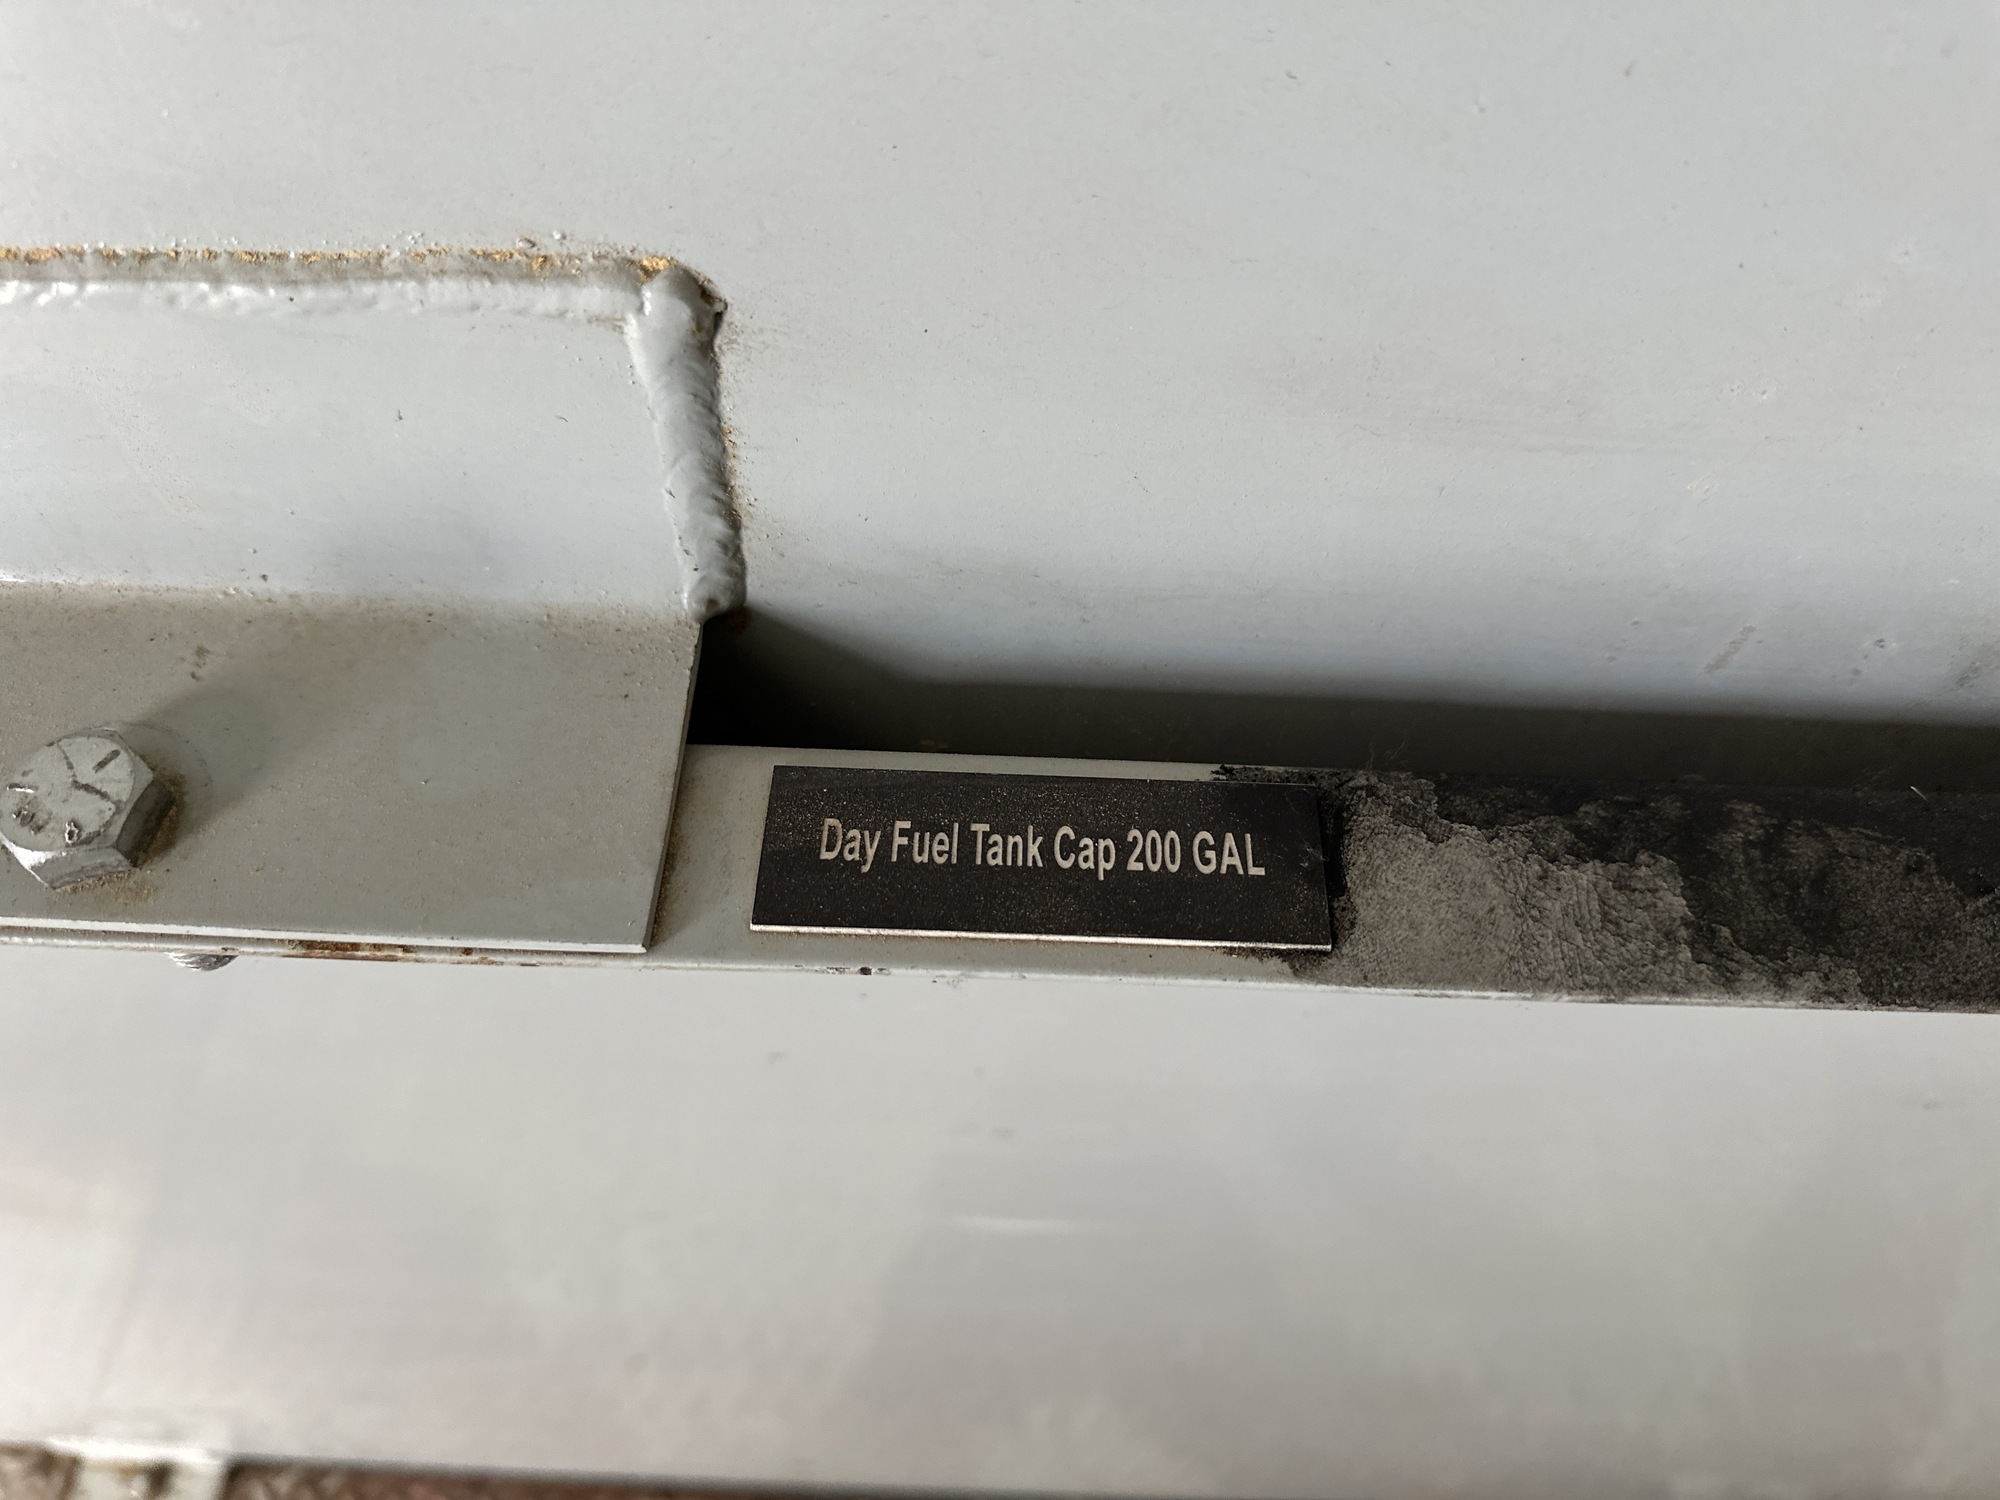 Day Fuel Tank Cap 200 GAL